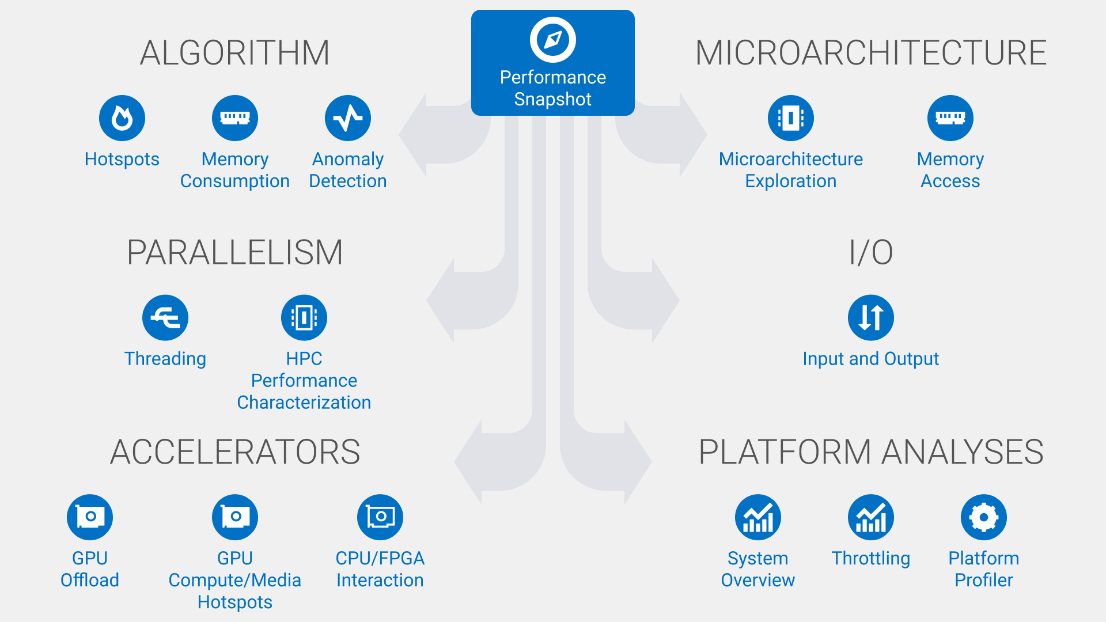 Performance
Snapshot
ALGORITHM
Hotspots
Memory
Consumption
Anomaly
Detection
MICROARCHITECTURE
Microarchitecture
Exploration
Memory
Access
PARALLELISM
Threading
HPC
Performance
Characterization
I/O
Input and Output
ACCELERATORS
GPU
Offload
GPU
Compute/Media
Hotspots
CPU/FPGA
Interaction
PLATFORM ANALYSES
System
Overview
Throttling
Platform
Profiler